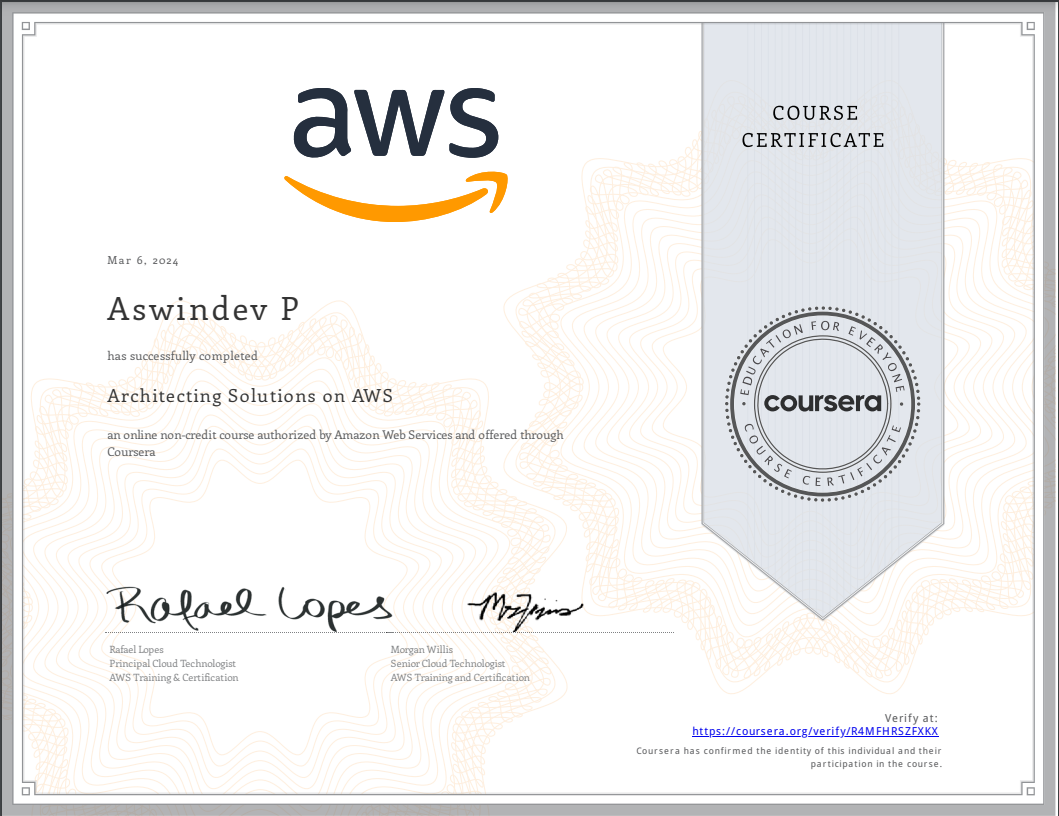 aws
COURSE
CERTIFICATE
Mar 6, 2024
Aswindev P
has successfully completed
Architecting Solutions on AWS
an online non-credit course authorized by Amazon Web Services and offered through
Coursera
EDUCATION FOR EVERYONE
coursera
COURSE CERTIFICATE
Rafael Lopes
Rafael Lopes
Principal Cloud Technologist
AWS Training & Certification
Morgan Willis
Senior Cloud Technologist
AWS Training and Certification
Verify at:
https://coursera.org/verify/R4MFHRSZFXKX
Coursera has confirmed the identity of this individual and their
participation in the course.